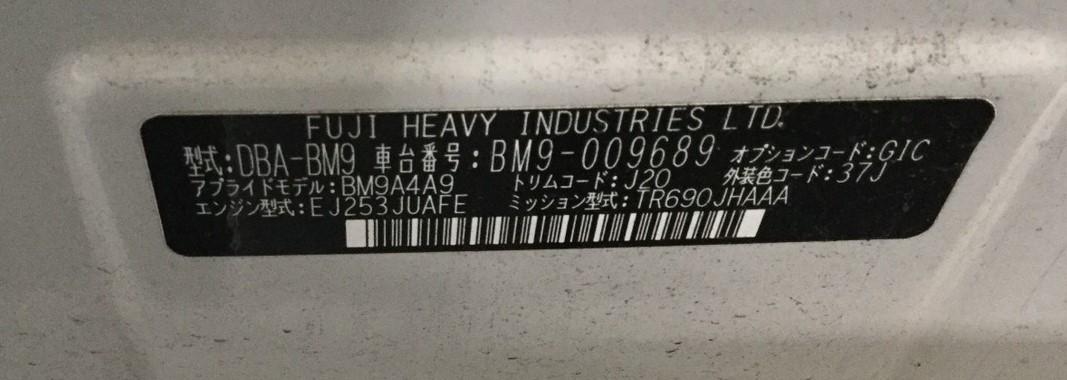 FUJI HEAVY INDUSTRIES LTD.
型式:DBA-BM9 車台番号:BM9-009689 オプションコード:GIC
アプライドモデル:BM9A4A9 トリムコード:J20 外装色コード:37J
エンジン型式:EJ253JUAFE ミッション型式:TR690JHAAA